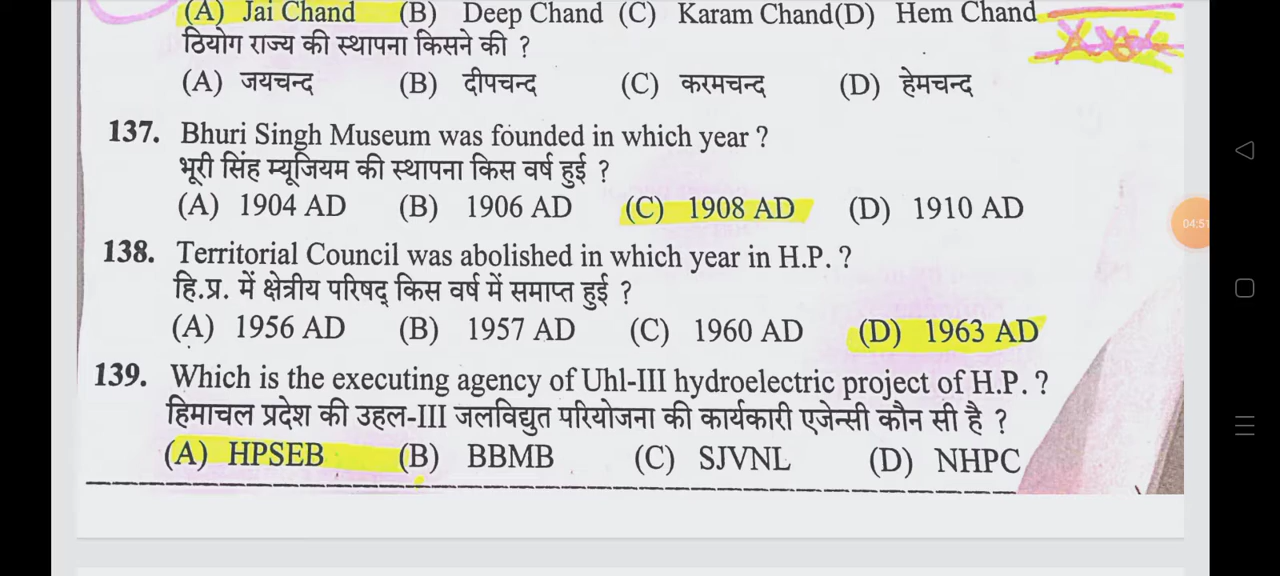 (A) Jai Chand (B) Deep Chand (C) Karam Chand(D) Hem Chand
ठियोग राज्य की स्थापना किसने की ?
(A) जयचन्द (B) दीपचन्द (C) करमचन्द (D) हेमचन्द
137. Bhuri Singh Museum was founded in which year ?
भूरी सिंह म्यूजियम की स्थापना किस वर्ष हुई ?
(A) 1904 AD (B) 1906 AD (C) 1908 AD (D) 1910 AD
138. Territorial Council was abolished in which year in H.P. ?
हि.प्र. में क्षेत्रीय परिषद् किस वर्ष में समाप्त हुई ?
(A) 1956 AD (B) 1957 AD (C) 1960 AD (D) 1963 AD
139. Which is the executing agency of Uhl-III hydroelectric project of H.P. ?
हिमाचल प्रदेश की उहल-III जलविद्युत परियोजना की कार्यकारी एजेन्सी कौन सी है ?
(A) HPSEB (B) BBMB (C) SJVNL (D) NHPC